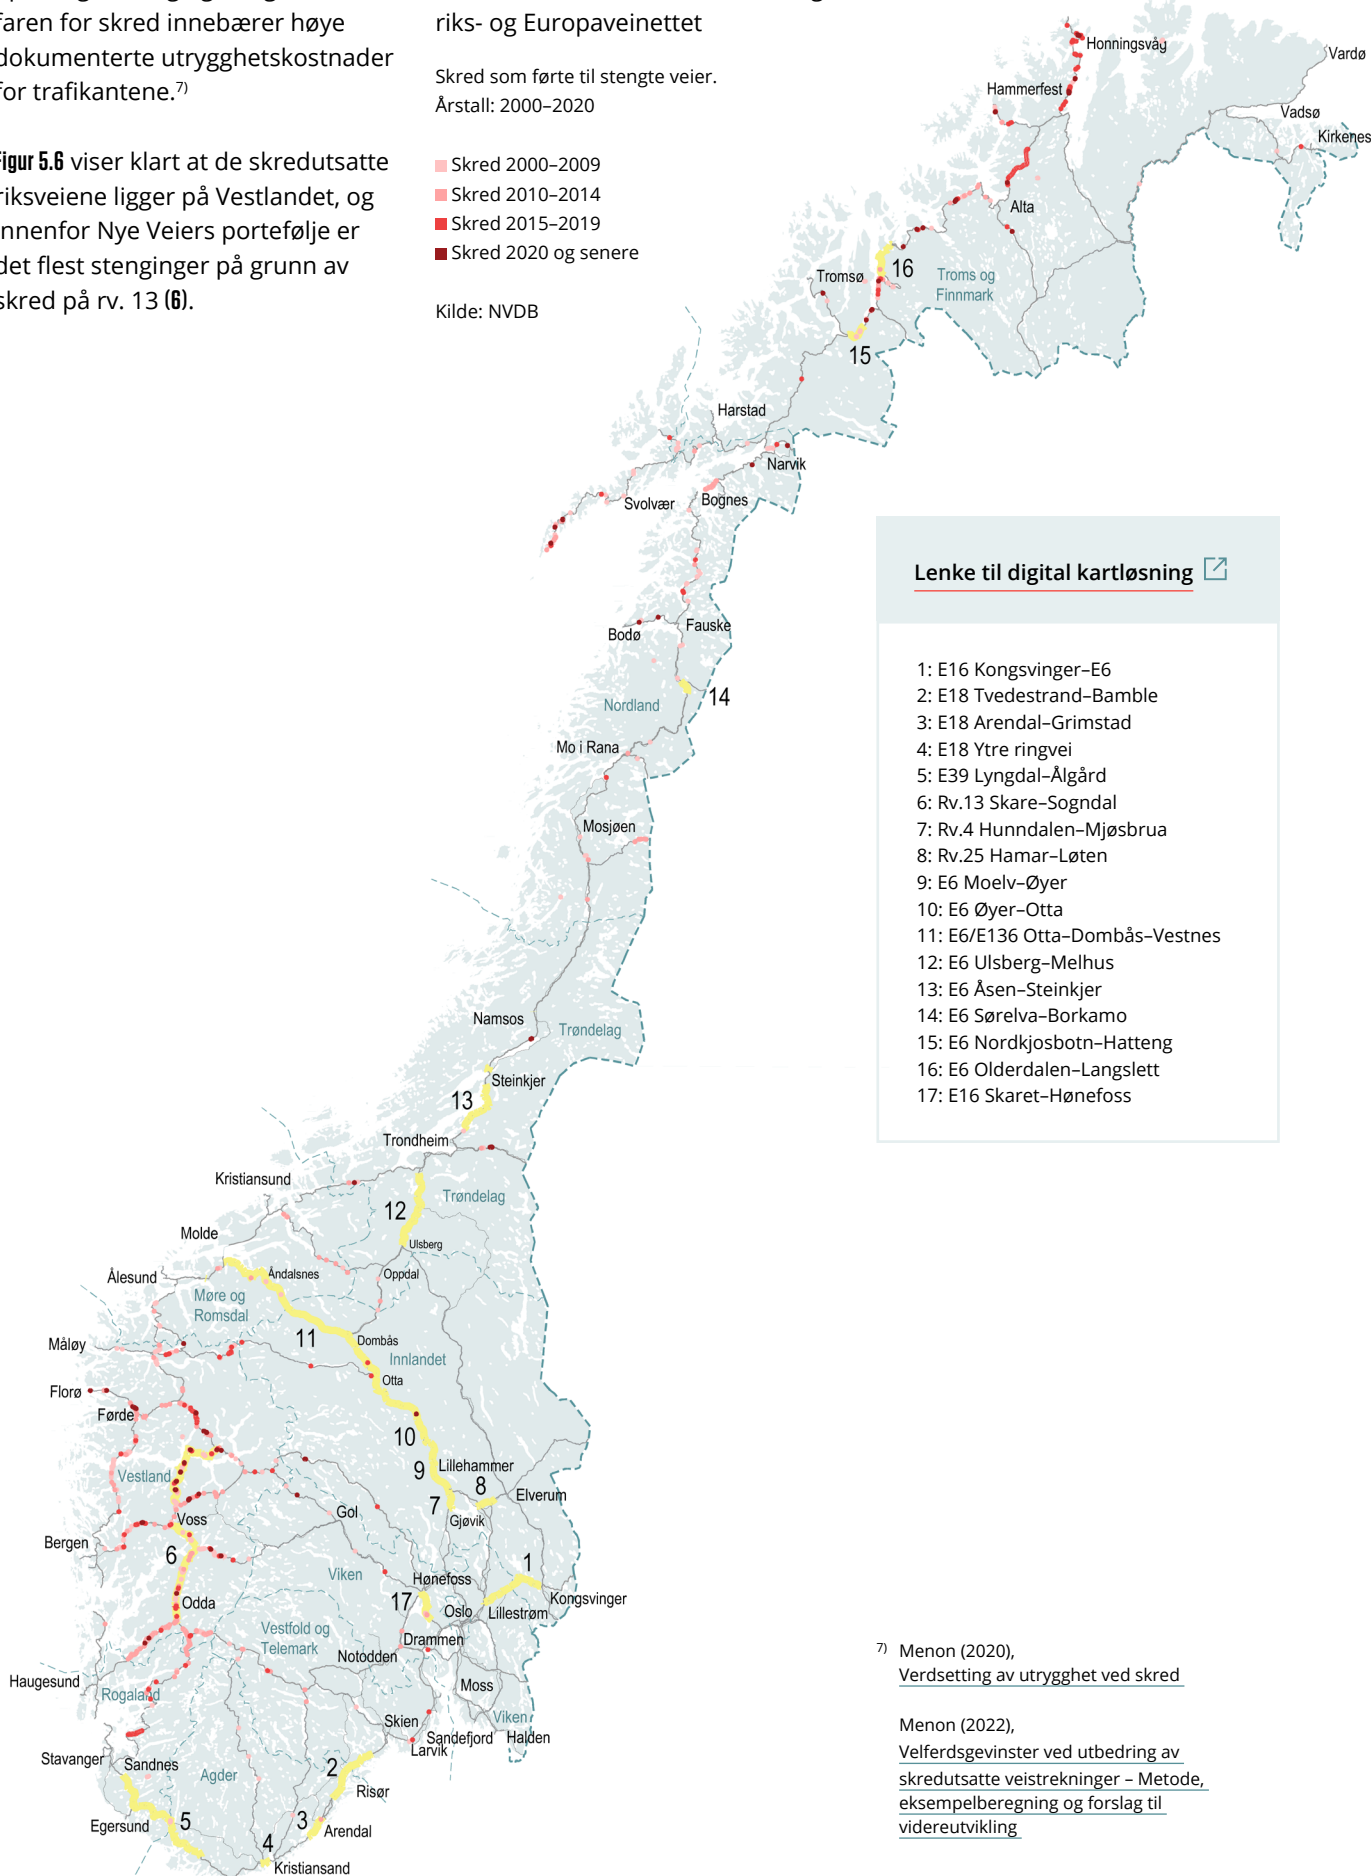 faren for skred innebærer høye
dokumenterte utrygghetskostnader
for trafikantene.7)
Figur 5.6 viser klart at de skredutsatte
riksveiene ligger på Vestlandet, og
innenfor Nye Veiers portefølje er
det flest stenginger på grunn av
skred på rv. 13 (6).
riks- og Europaveinettet
Skred som førte til stengte veier.
Årstall: 2000–2020
Skred 2000–2009
Skred 2010–2014
Skred 2015–2019
Skred 2020 og senere
Kilde: NVDB
Honningsvåg
Vardø
Hammerfest
Vadsø
Kirkenes
Alta
16
Tromsø
Troms og
Finnmark
15
Harstad
Narvik
Svolvær
Bognes
Fauske
Bodø
14
Nordland
Mo i Rana
Mosjøen
Namsos
Trøndelag
Steinkjer
13
Trondheim
Kristiansund
Trøndelag
12
Molde
Ulsberg
Ålesund
Åndalsnes
Oppdal
Møre og
Romsdal
11
Måløy
Dombås
Innlandet
Otta
Florø
Førde
10
Lillehammer
9
Vestland
8
Elverum
7
Gjøvik
Gol
Voss
Bergen
6
1
Viken
Hønefoss
Kongsvinger
17
Oslo
Lillestrøm
Odda
Vestfold og
Telemark
Drammen
Notodden
Haugesund
Rogaland
Moss
Skien
Viken
Sandefjord
Halden
Larvik
Stavanger
Sandnes
Agder
2
Risør
Egersund
5
3
Arendal
4
Kristiansand
Lenke til digital kartløsning
1: E16 Kongsvinger–E6
2: E18 Tvedestrand–Bamble
3: E18 Arendal–Grimstad
4: E18 Ytre ringvei
5: E39 Lyngdal–Ålgård
6: Rv.13 Skare–Sogndal
7: Rv.4 Hunndalen–Mjøsbrua
8: Rv.25 Hamar–Løten
9: E6 Moelv–Øyer
10: E6 Øyer–Otta
11: E6/E136 Otta–Dombås–Vestnes
12: E6 Ulsberg–Melhus
13: E6 Åsen–Steinkjer
14: E6 Sørelva–Borkamo
15: E6 Nordkjosbotn–Hatteng
16: E6 Olderdalen–Langslett
17: E16 Skaret–Hønefoss
7) Menon (2020),
Verdsetting av utrygghet ved skred
Menon (2022),
Velferdsgevinster ved utbedring av
skredutsatte veistrekninger – Metode,
eksempelberegning og forslag til
videreutvikling